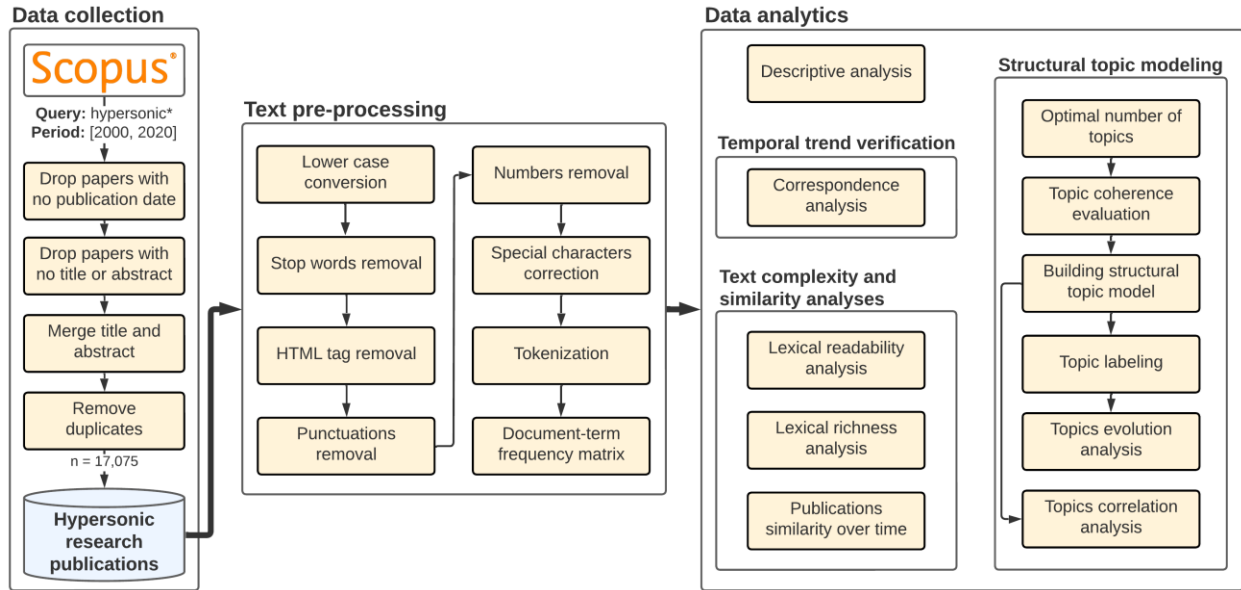 Data collection
Scopus®
Query: hypersonic*
Period: [2000, 2020]
Drop papers with
no publication date
Drop papers with
no title or abstract
Merge title and
abstract
Remove
duplicates
n = 17,075
Hypersonic
research
publications
Text pre-processing
Lower case
conversion
Stop words removal
HTML tag removal
Punctuations
removal
Numbers removal
Special characters
correction
Tokenization
Document-term
frequency matrix
Data analytics
Descriptive analysis
Temporal trend verification
Correspondence
analysis
Text complexity and
similarity analyses
Lexical readability
analysis
Lexical richness
analysis
Publications
similarity over time
Structural topic modeling
Optimal number of
topics
Topic coherence
evaluation
Building structural
topic model
Topic labeling
Topics evolution
analysis
Topics correlation
analysis